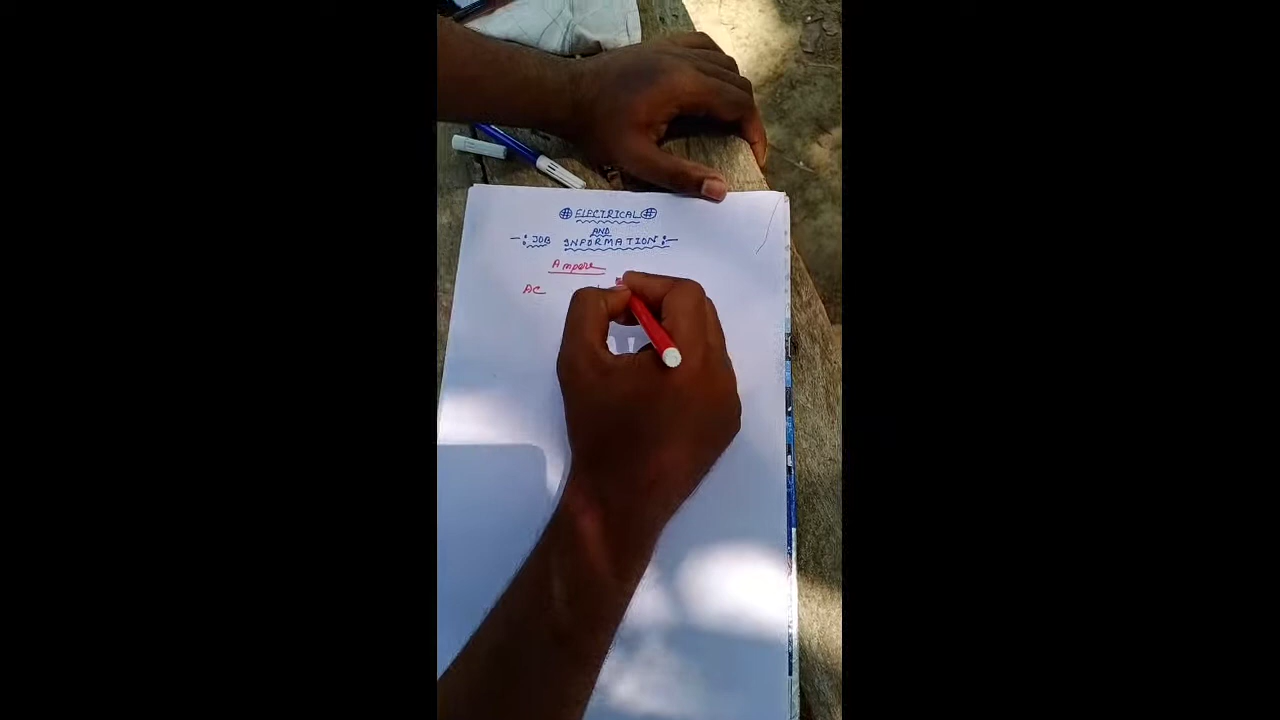 ELECTRICAL
AND
-: JOB INFORMATION :-
Ampere
AC